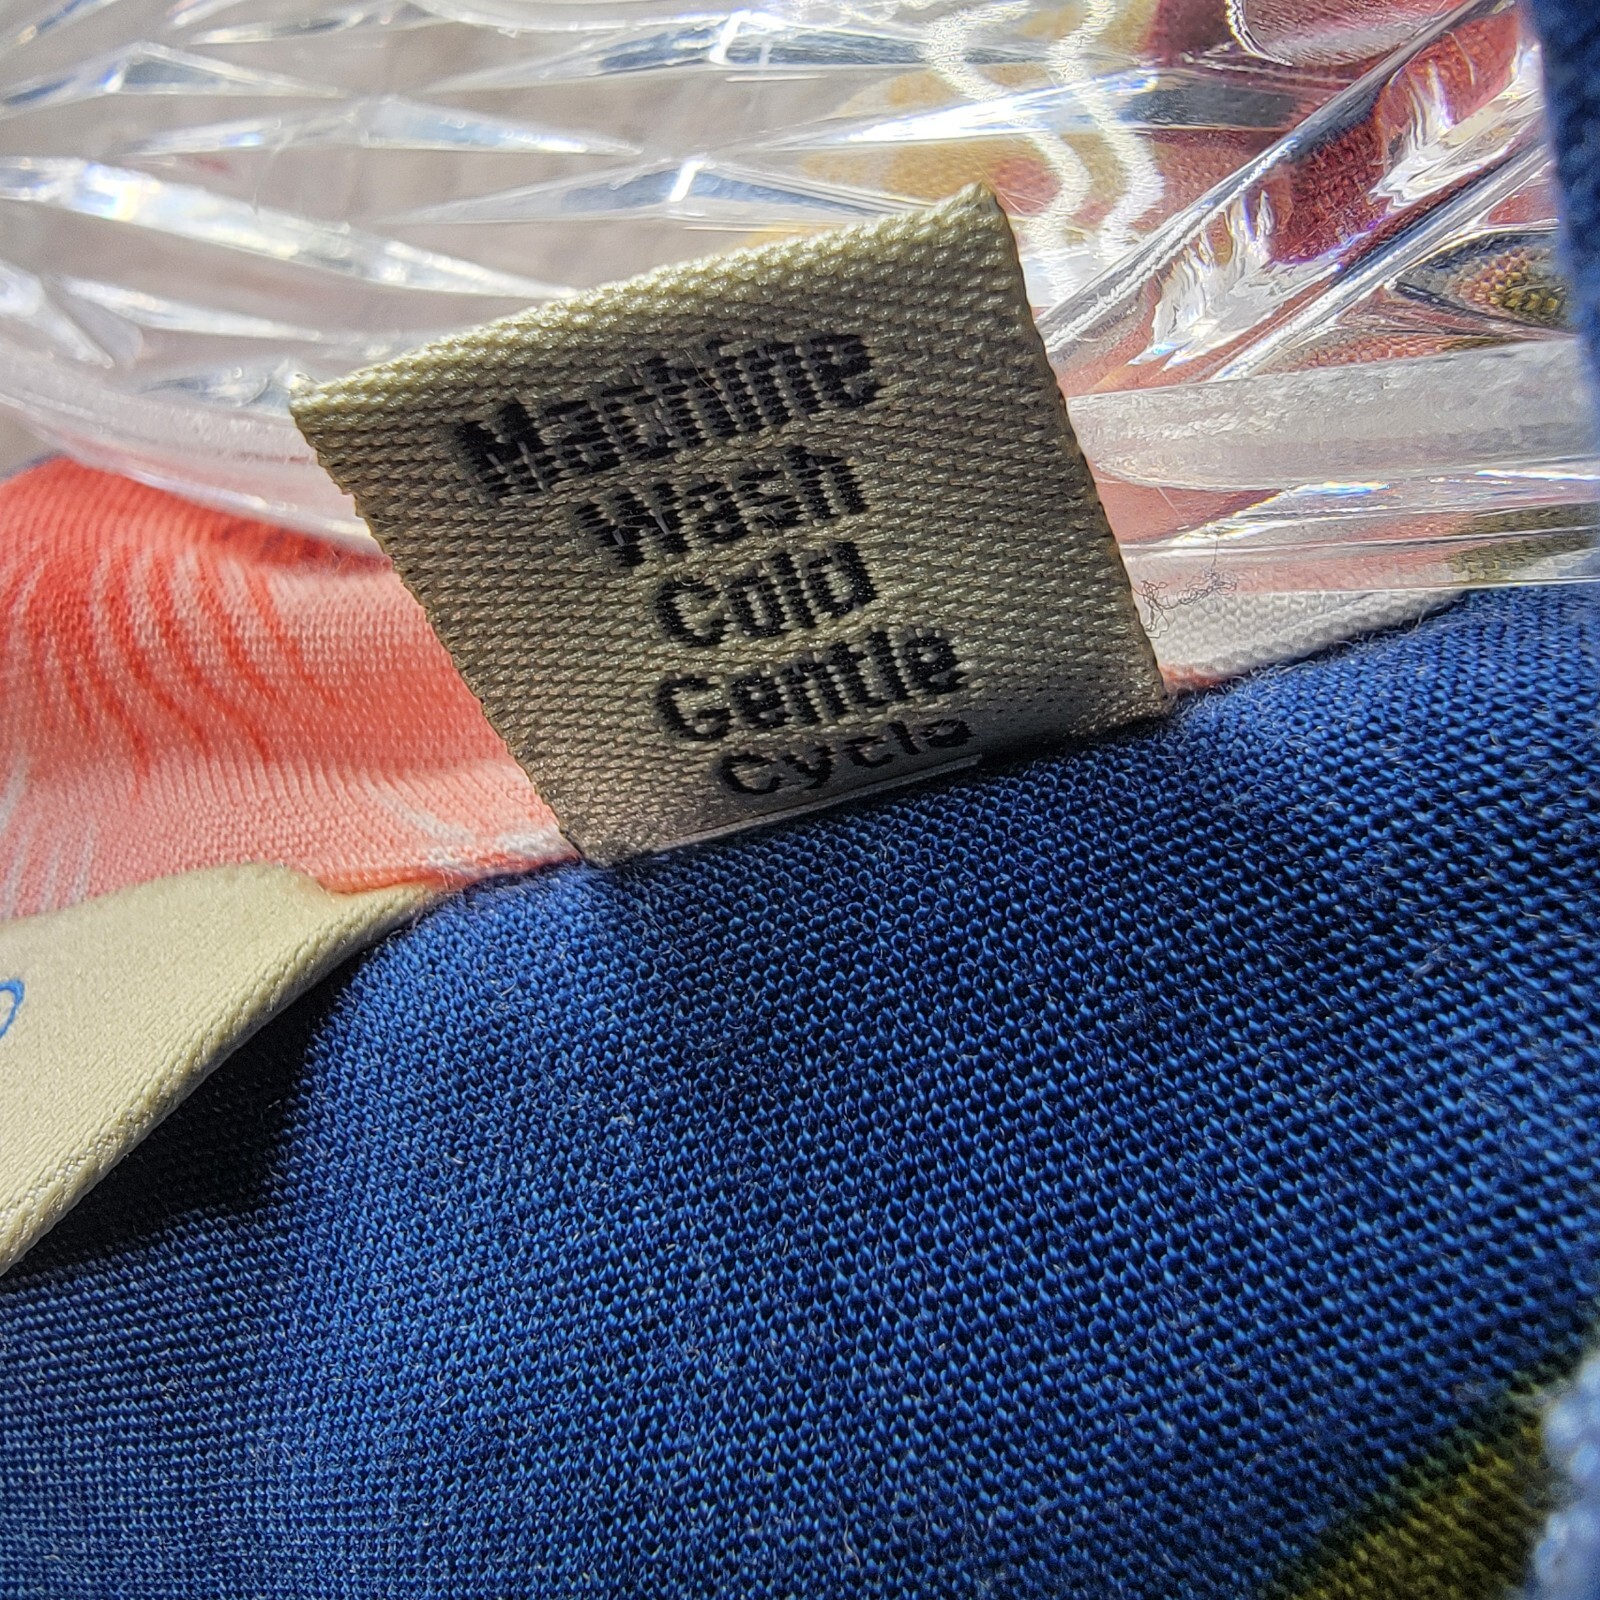 Machine
Wash
Cold
Gentle
Cycle